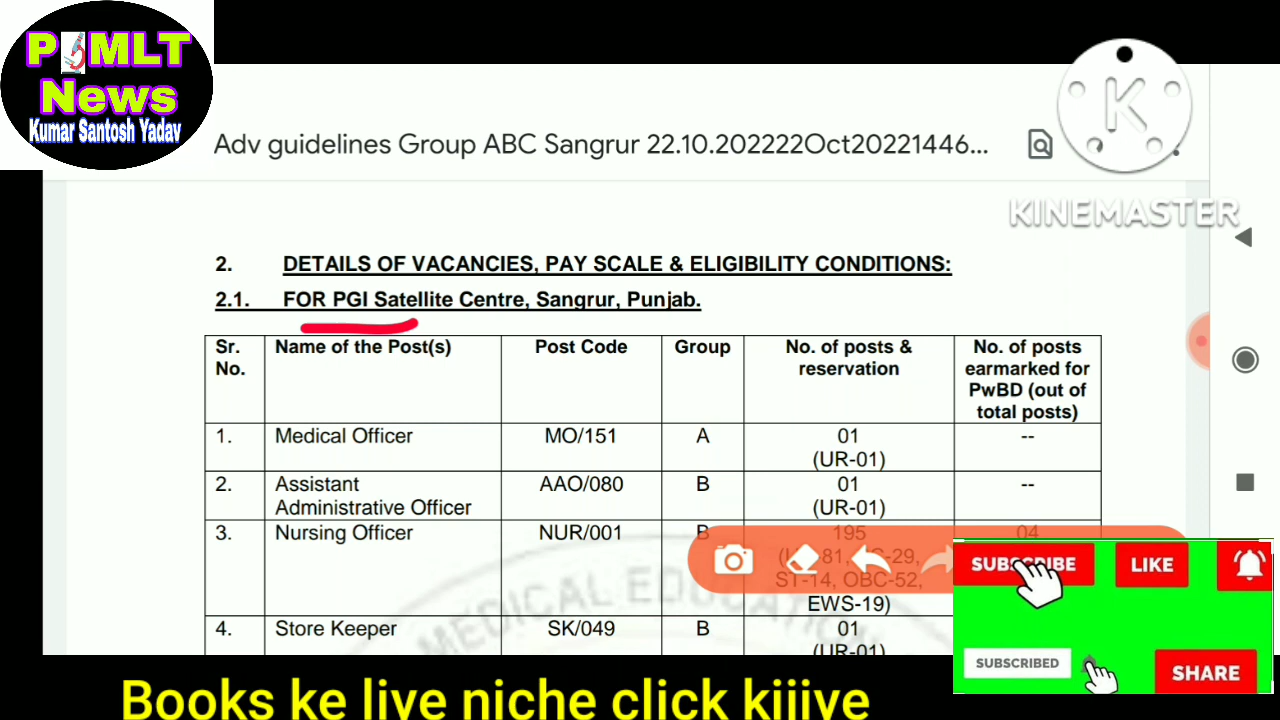 P MLT
News
Kumar Santosh Yadav
Adv guidelines Group ABC Sangrur 22.10.202222Oct20221446...
K
KINEMASTER
2. DETAILS OF VACANCIES, PAY SCALE & ELIGIBILITY CONDITIONS:
2.1. FOR PGI Satellite Centre, Sangrur, Punjab.
Sr. No. Name of the Post(s) Post Code Group No. of posts & reservation No. of posts earmarked for PwBD (out of total posts)
1. Medical Officer MO/151 A 01 (UR-01) --
2. Assistant Administrative Officer AAO/080 B 01 (UR-01) --
3. Nursing Officer NUR/001 B 195 -29, ST-14, OBC-52, EWS-19) 04
4. Store Keeper SK/049 B 01 (UR-01)
MEDICAL EDUCATION
SUBSCRIBE
LIKE
SUBSCRIBED
SHARE
Books ke live niche click kijiye